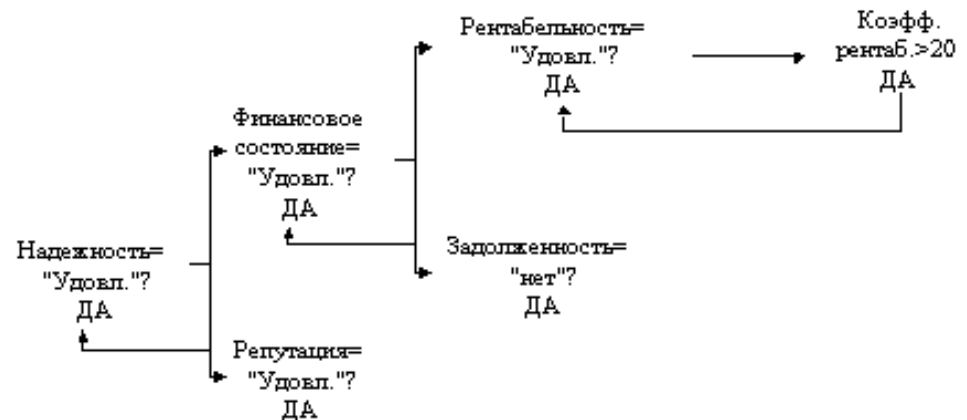 Рентабельность=
"Удовл."?
ДА
Коэфф.
рентаб.>20
ДА
Финансовое
состояние=
"Удовл."?
ДА
Надежность=
"Удовл."?
ДА
Задолженность=
"нет"?
ДА
Репутация=
"Удовл."?
ДА